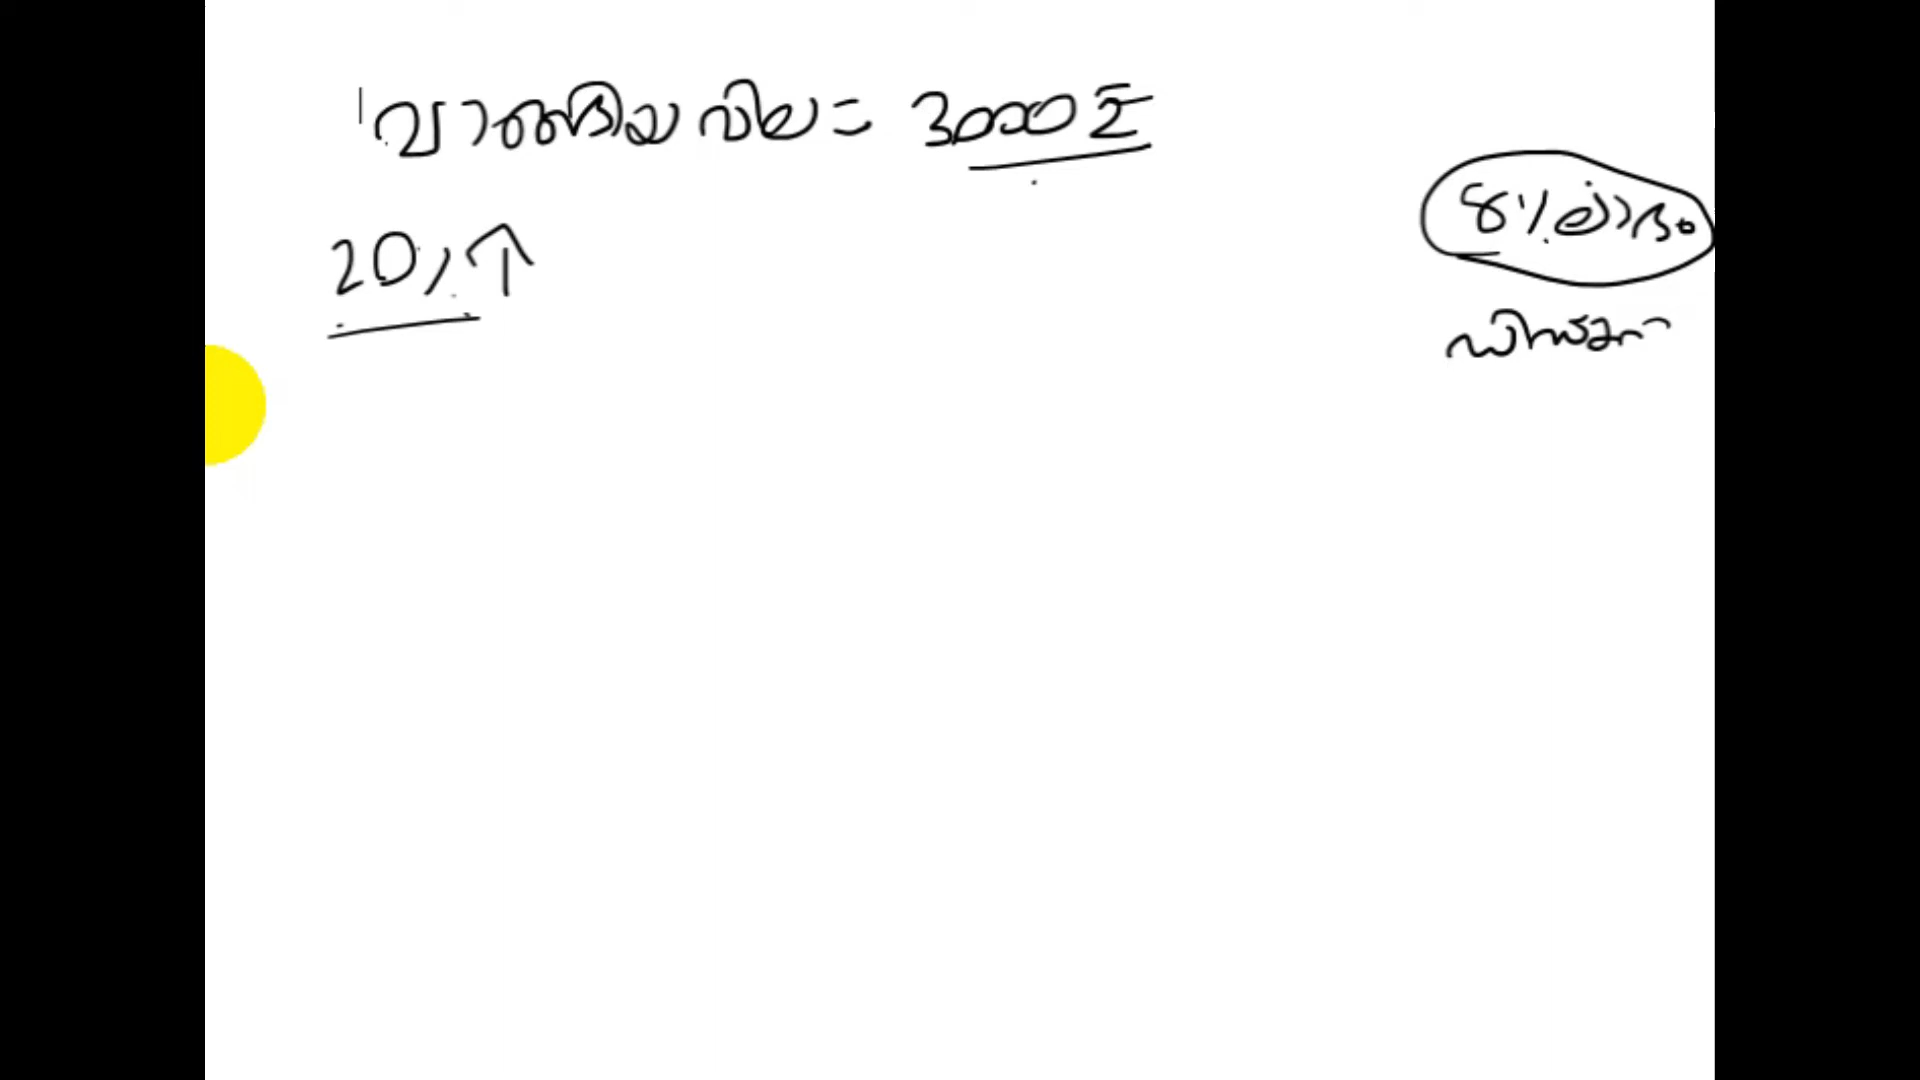 വാങ്ങിയ വില = 3000 ₹
20% ↑
8% ലാഭം
ഡിസ്കൗ